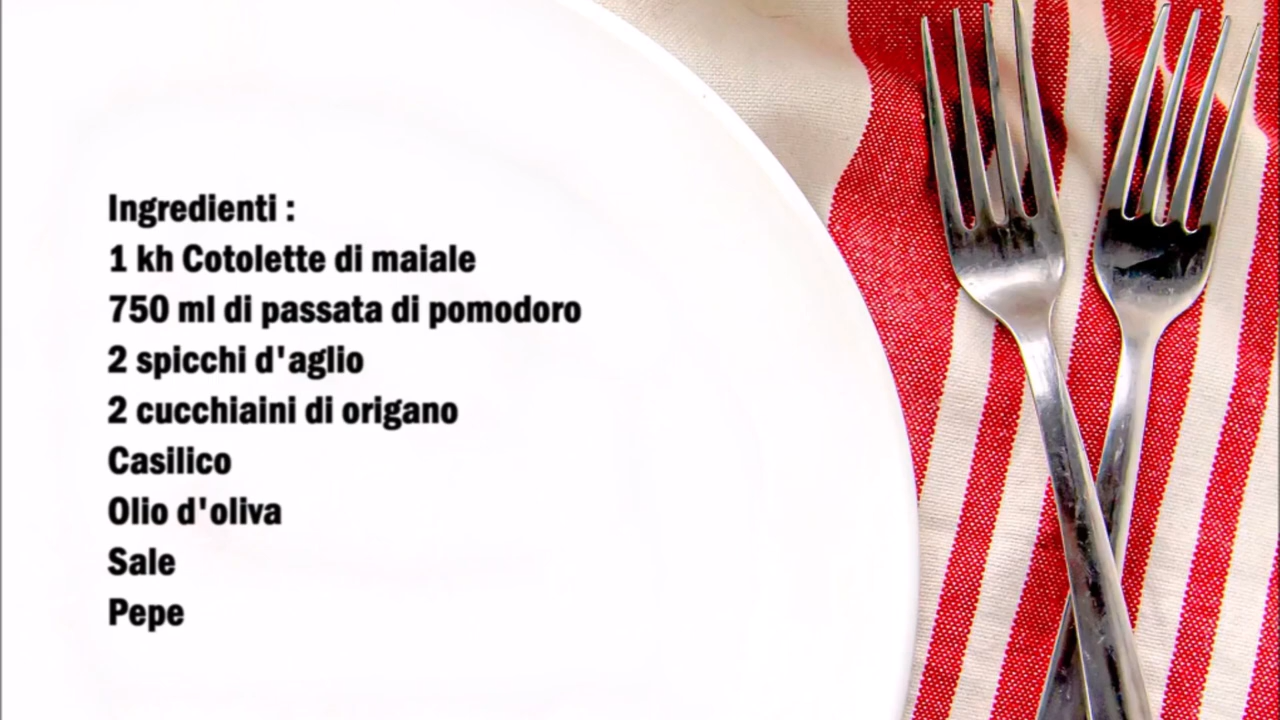 Ingredienti :
1 kh Cotolette di maiale
750 ml di passata di pomodoro
2 spicchi d'aglio
2 cucchiaini di origano
Casilico
Olio d'oliva
Sale
Pepe